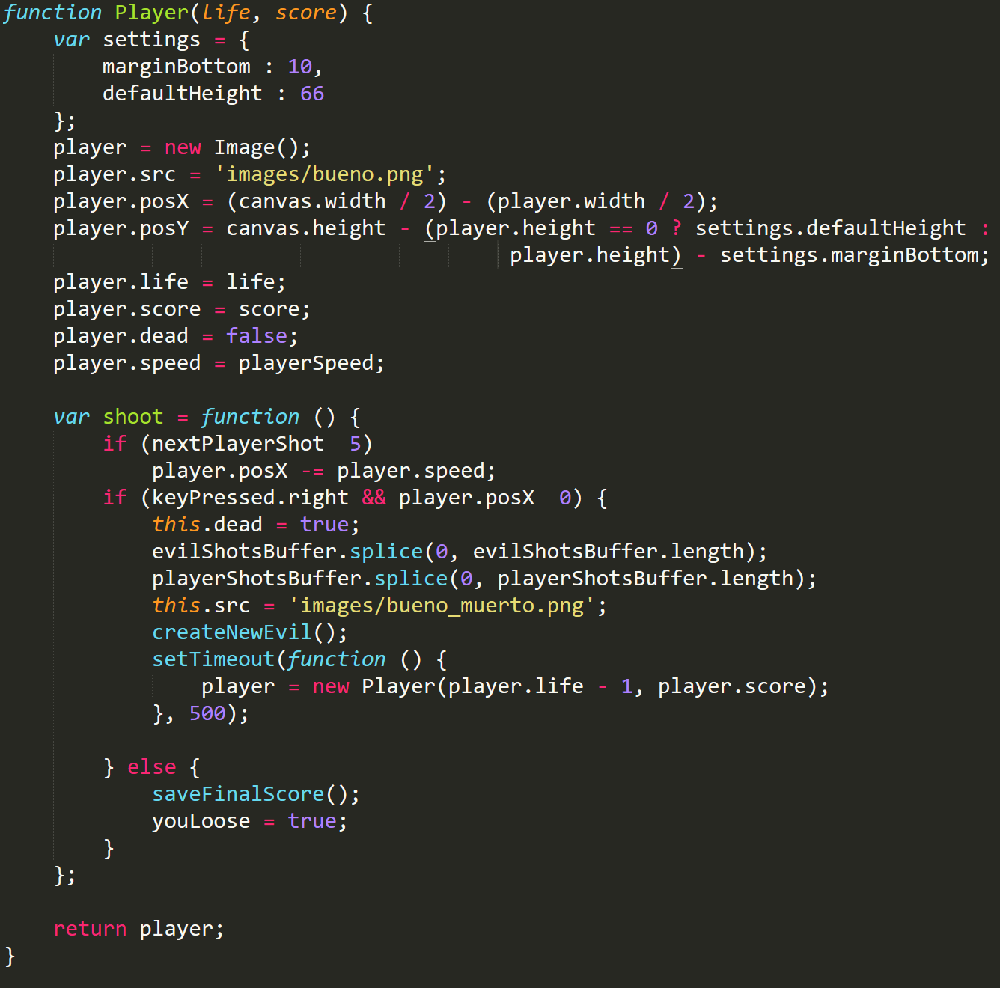 function Player(life, score) {
    var settings = {
        marginBottom : 10,
        defaultHeight : 66
    };
    player = new Image();
    player.src = 'images/bueno.png';
    player.posX = (canvas.width / 2) - (player.width / 2);
    player.posY = canvas.height - (player.height == 0 ? settings.defaultHeight :
                                         player.height) - settings.marginBottom;
    player.life = life;
    player.score = score;
    player.dead = false;
    player.speed = playerSpeed;

    var shoot = function () {
        if (nextPlayerShot  5)
            player.posX -= player.speed;
        if (keyPressed.right && player.posX  0) {
            this.dead = true;
            evilShotsBuffer.splice(0, evilShotsBuffer.length);
            playerShotsBuffer.splice(0, playerShotsBuffer.length);
            this.src = 'images/bueno_muerto.png';
            createNewEvil();
            setTimeout(function () {
                player = new Player(player.life - 1, player.score);
            }, 500);

        } else {
            saveFinalScore();
            youLoose = true;
        }
    };

    return player;
}